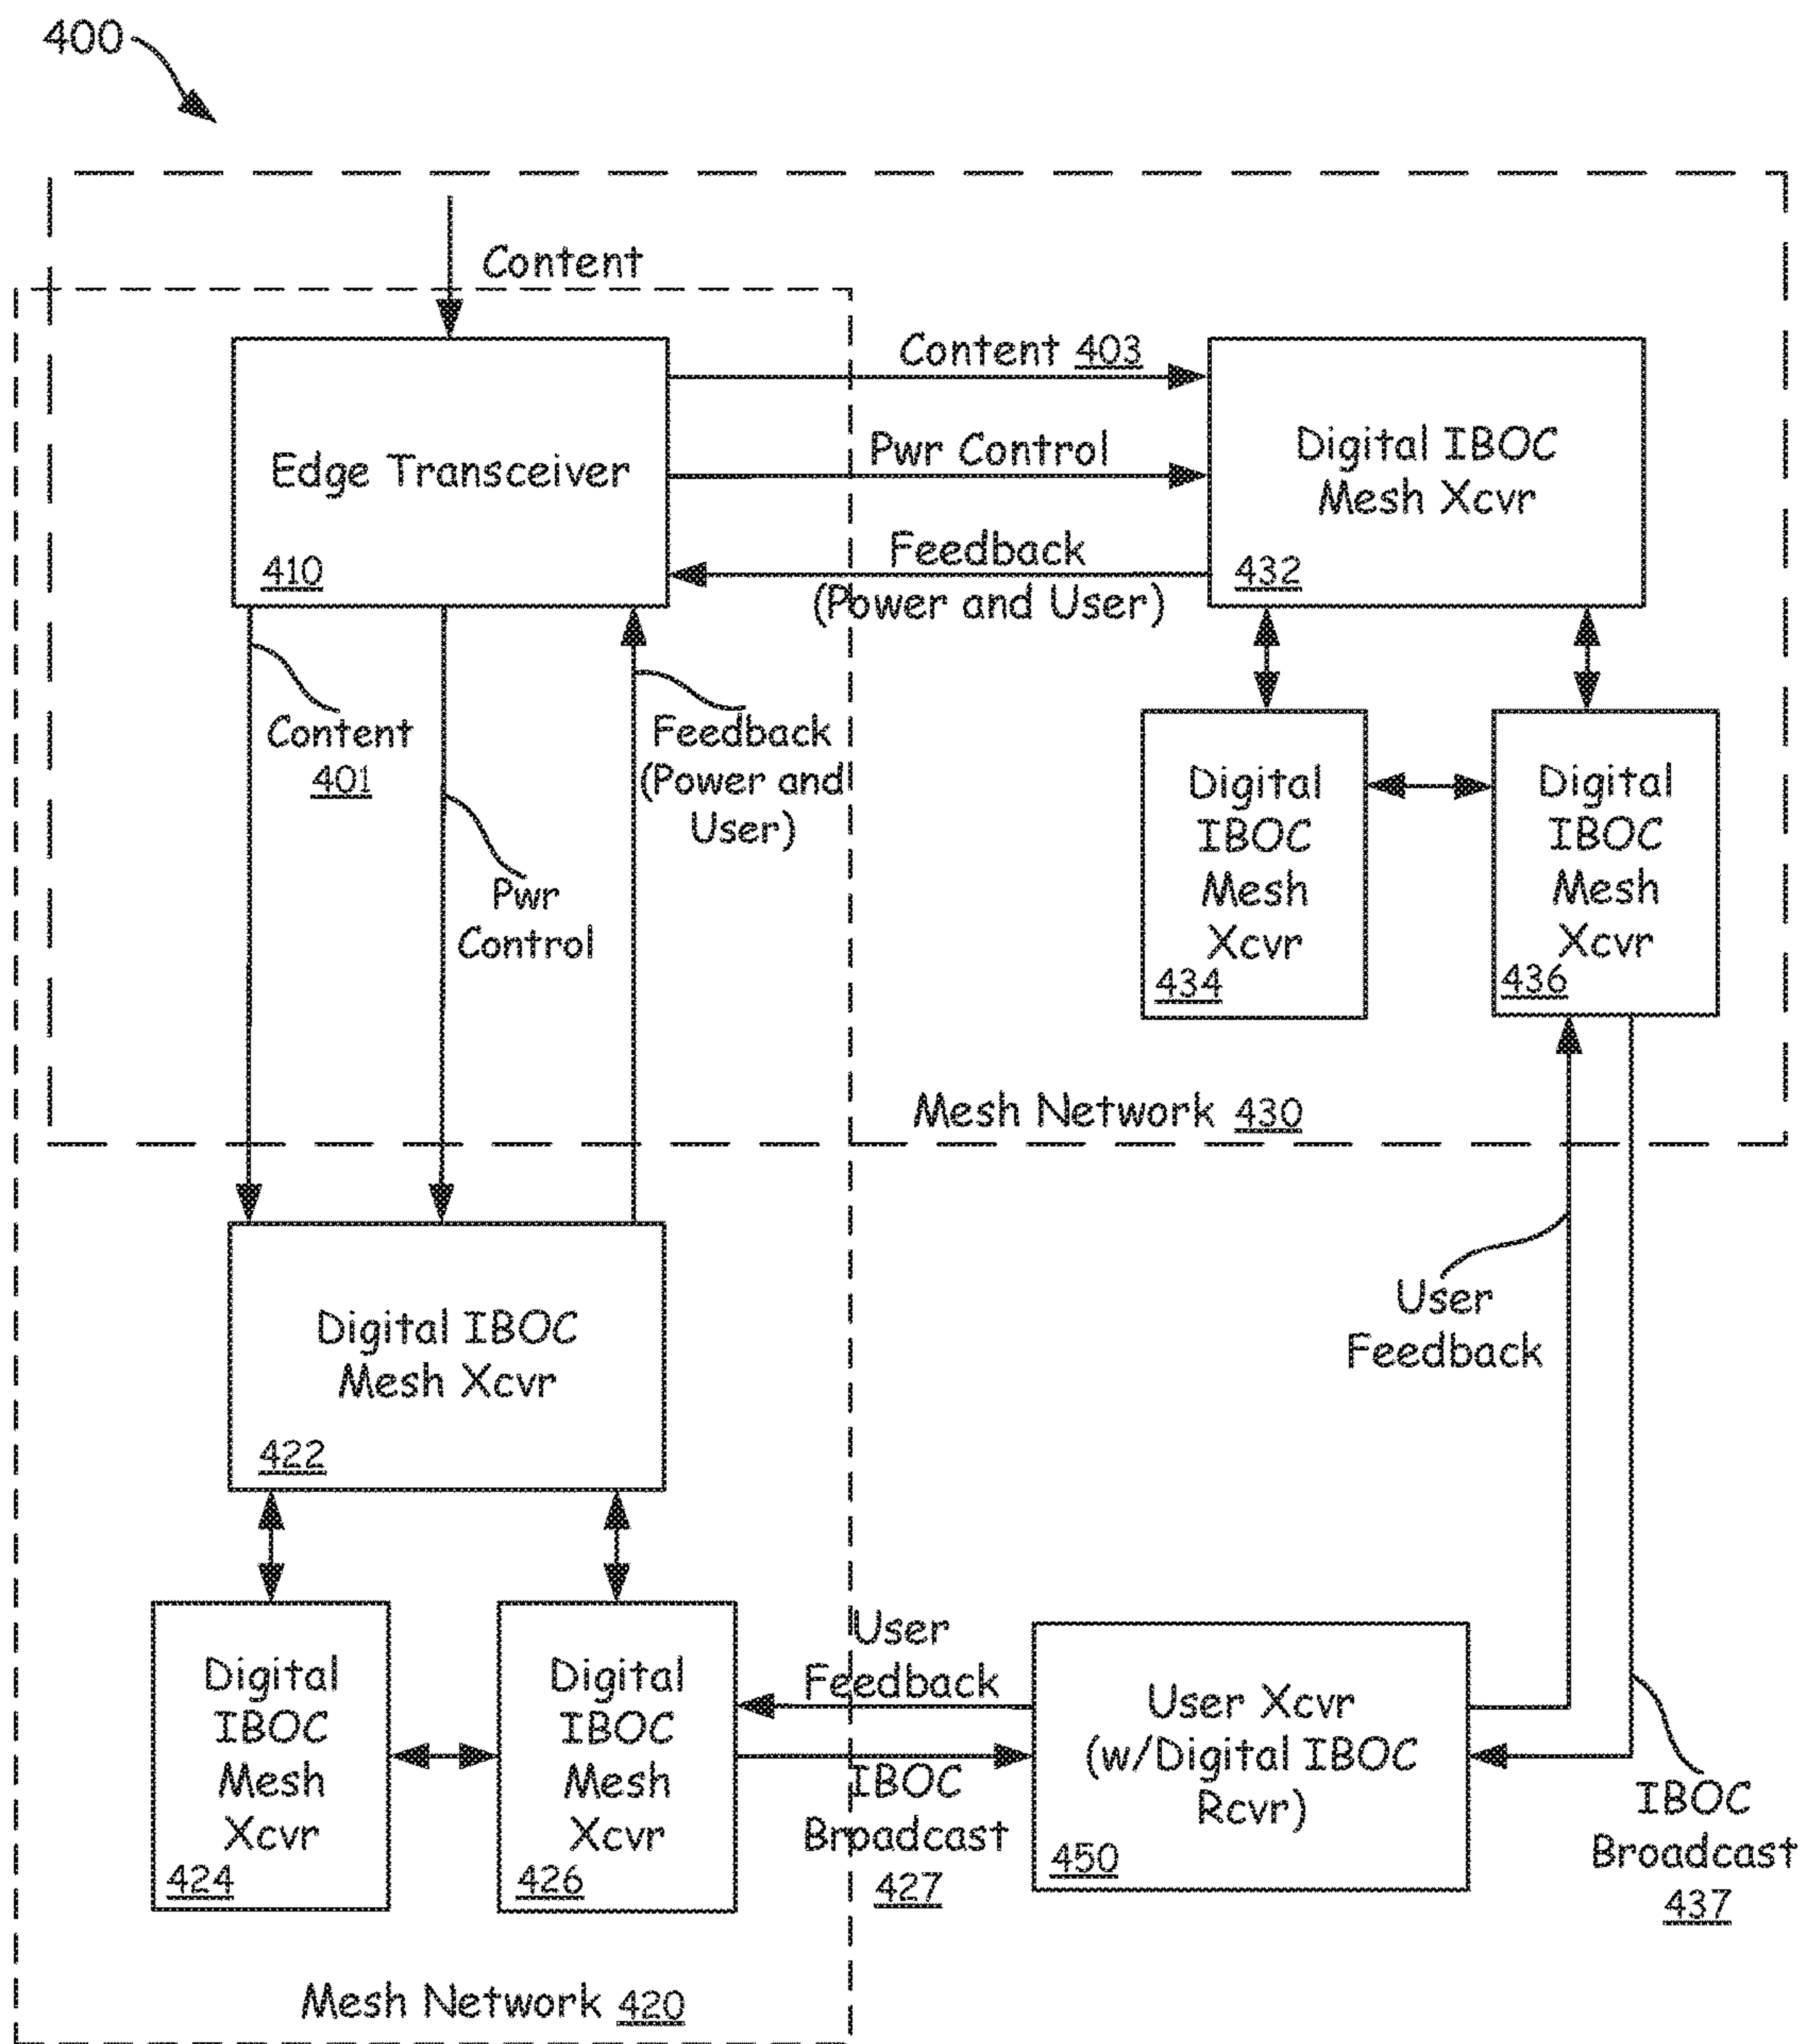 400
Content
Content 403
Pwr Control
Feedback
(Power and User)
Edge Transceiver
410
Digital IBOC
Mesh Xcvr
432
Content
401
Pwr
Control
Feedback
(Power and
User)
Digital
IBOC
Mesh
Xcvr
434
Digital
IBOC
Mesh
Xcvr
436
Mesh Network 430
Digital IBOC
Mesh Xcvr
422
User
Feedback
Digital
IBOC
Mesh
Xcvr
424
Digital
IBOC
Mesh
Xcvr
426
User
Feedback
IBOC
Broadcast
427
User Xcvr
(w/Digital IBOC
Rcvr)
450
IBOC
Broadcast
437
Mesh Network 420